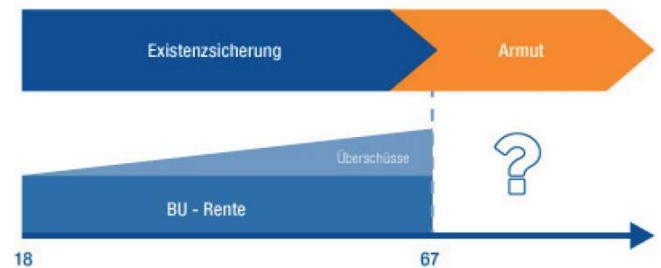 Existenzsicherung
Armut
Überschüsse
?
BU - Rente
18
67